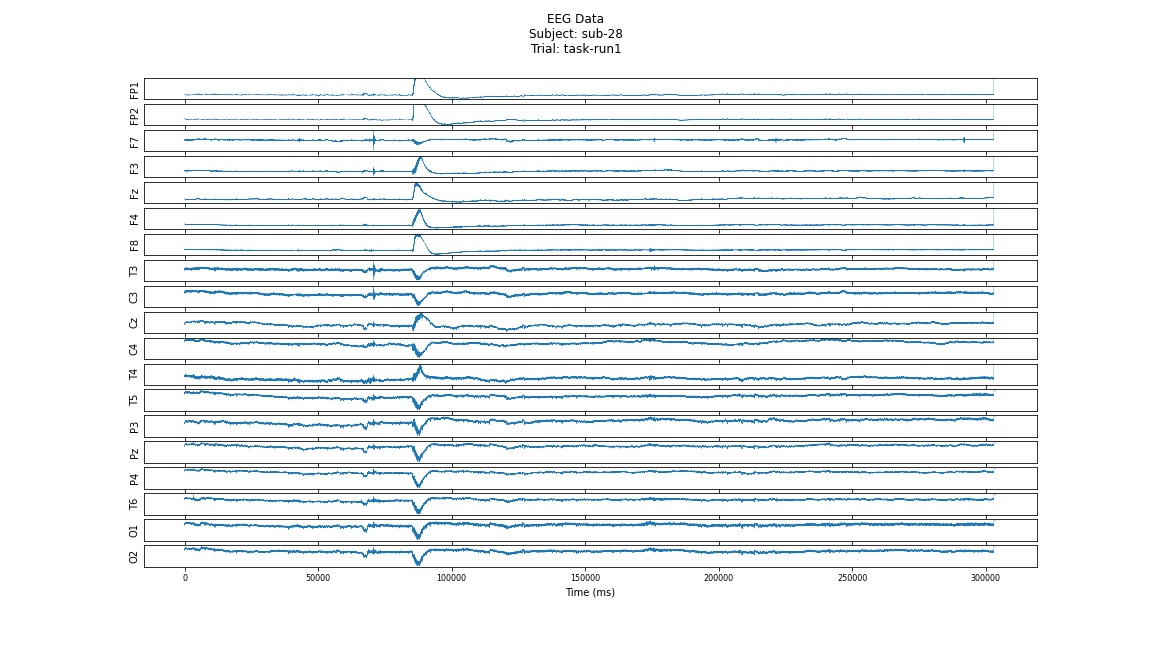 EEG Data
Subject: sub-28
Trial: task-run1
FP1
FP2
F7
F3
Fz
F4
F8
T3
C3
Cz
C4
T4
T5
P3
Pz
P4
T6
O1
O2
0 50000 100000 150000 200000 250000 300000
Time (ms)